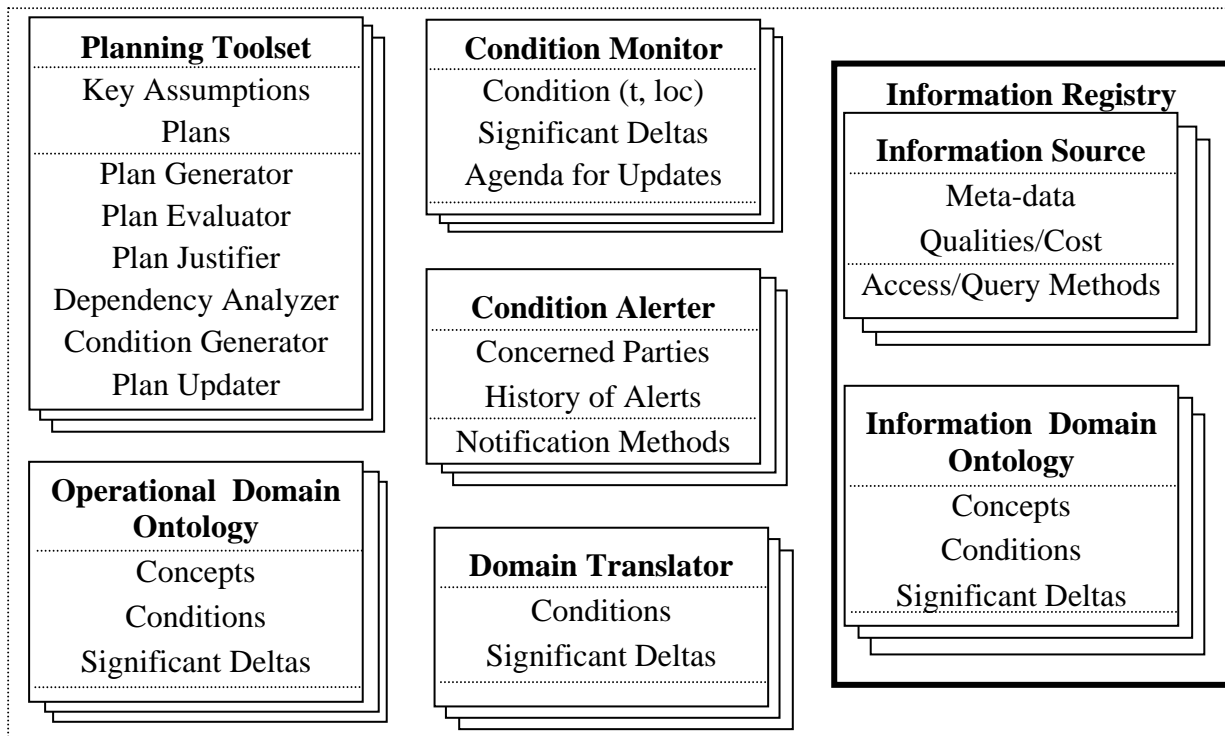 Planning Toolset
Key Assumptions
Plans
Plan Generator
Plan Evaluator
Plan Justifier
Dependency Analyzer
Condition Generator
Plan Updater
Operational Domain
Ontology
Concepts
Conditions
Significant Deltas
Condition Monitor
Condition (t, loc)
Significant Deltas
Agenda for Updates
Condition Alerter
Concerned Parties
History of Alerts
Notification Methods
Domain Translator
Conditions
Significant Deltas
Information Registry
Information Source
Meta-data
Qualities/Cost
Access/Query Methods
Information Domain
Ontology
Concepts
Conditions
Significant Deltas